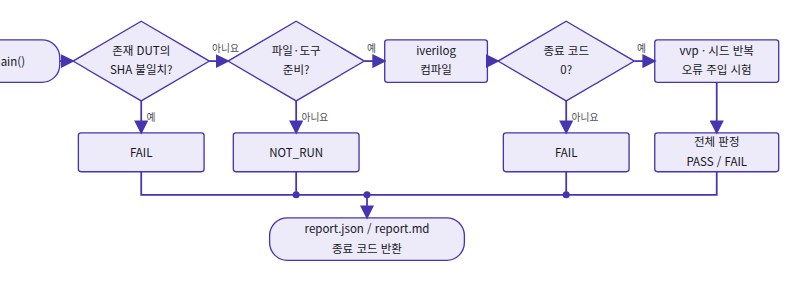 ain()
존재 DUT의
SHA 불일치?
아니요
파일·도구
준비?
예
iverilog
컴파일
종료 코드
0?
예
vvp · 시드 반복
오류 주입 시험
예
아니요
아니요
FAIL
NOT_RUN
FAIL
전체 판정
PASS / FAIL
report.json / report.md
종료 코드 반환